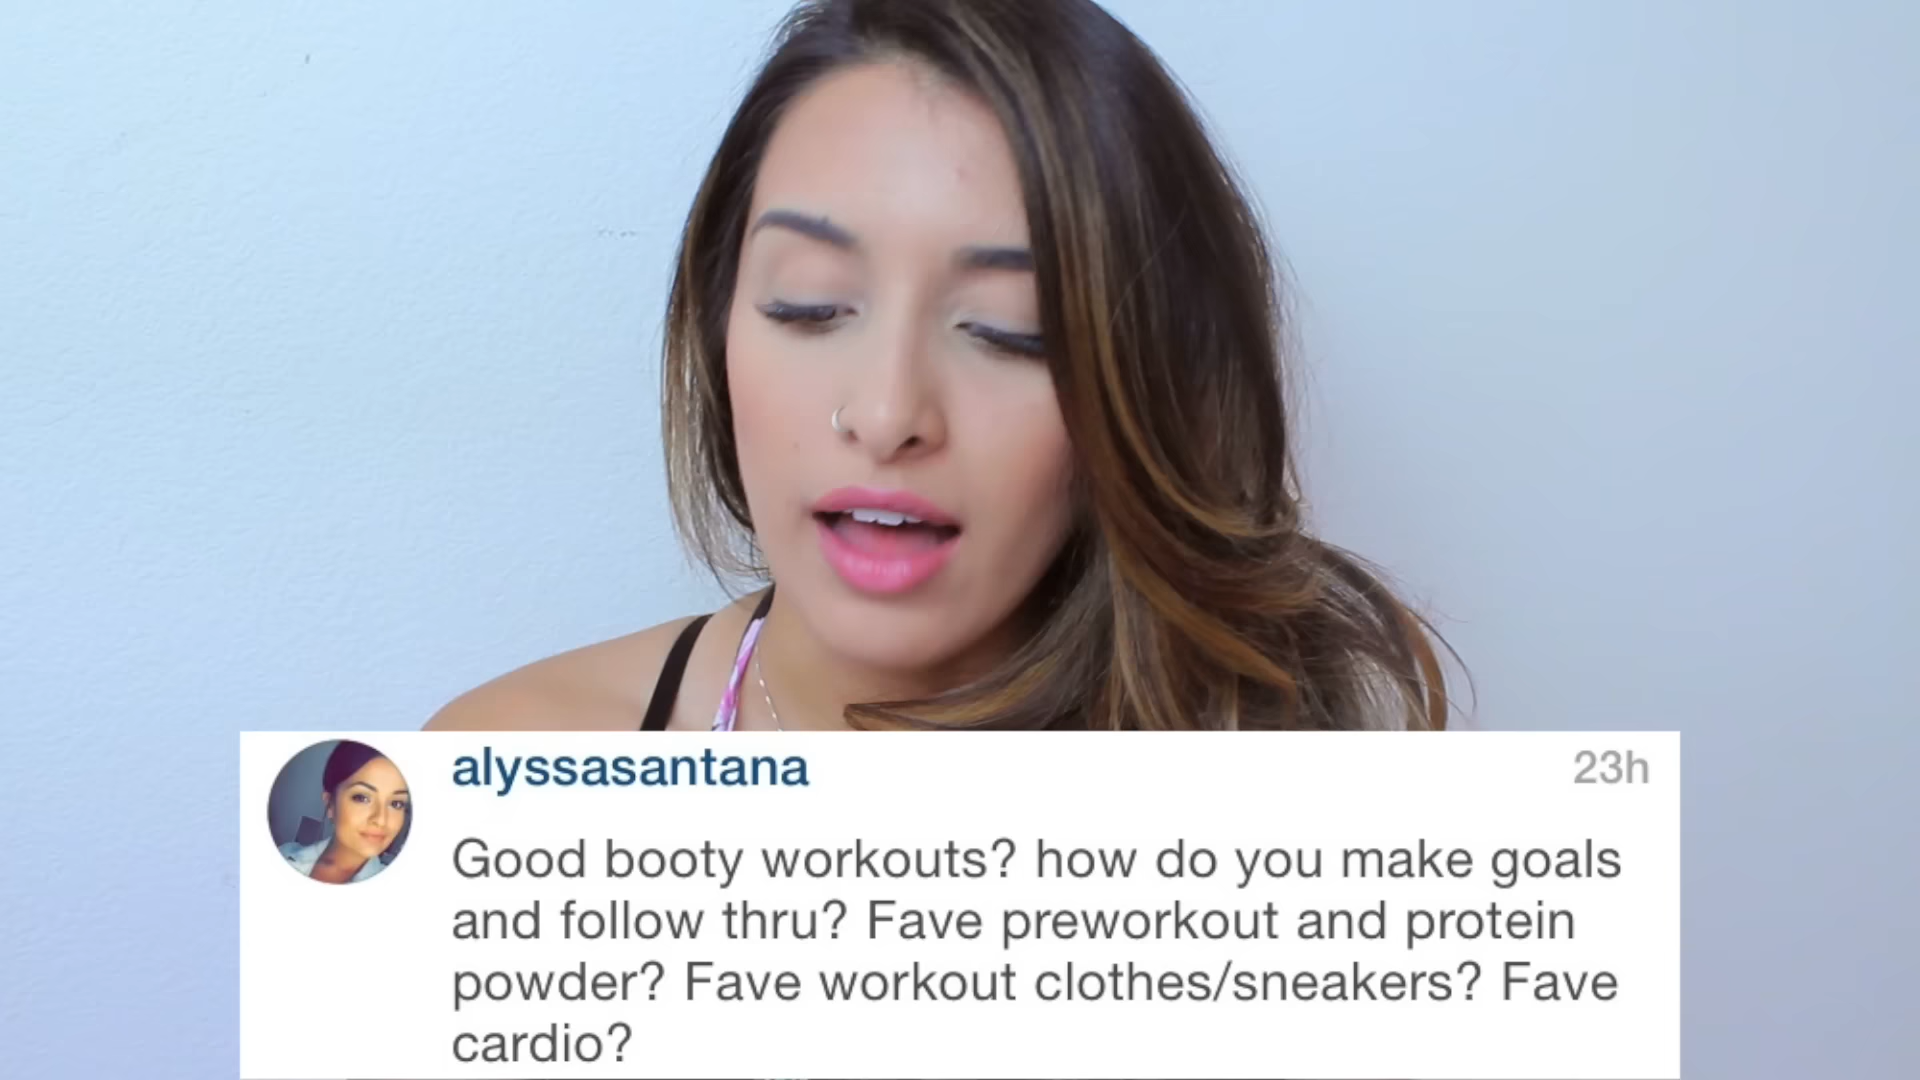 alyssasantana
23h
Good booty workouts? how do you make goals
and follow thru? Fave preworkout and protein
powder? Fave workout clothes/sneakers? Fave
cardio?